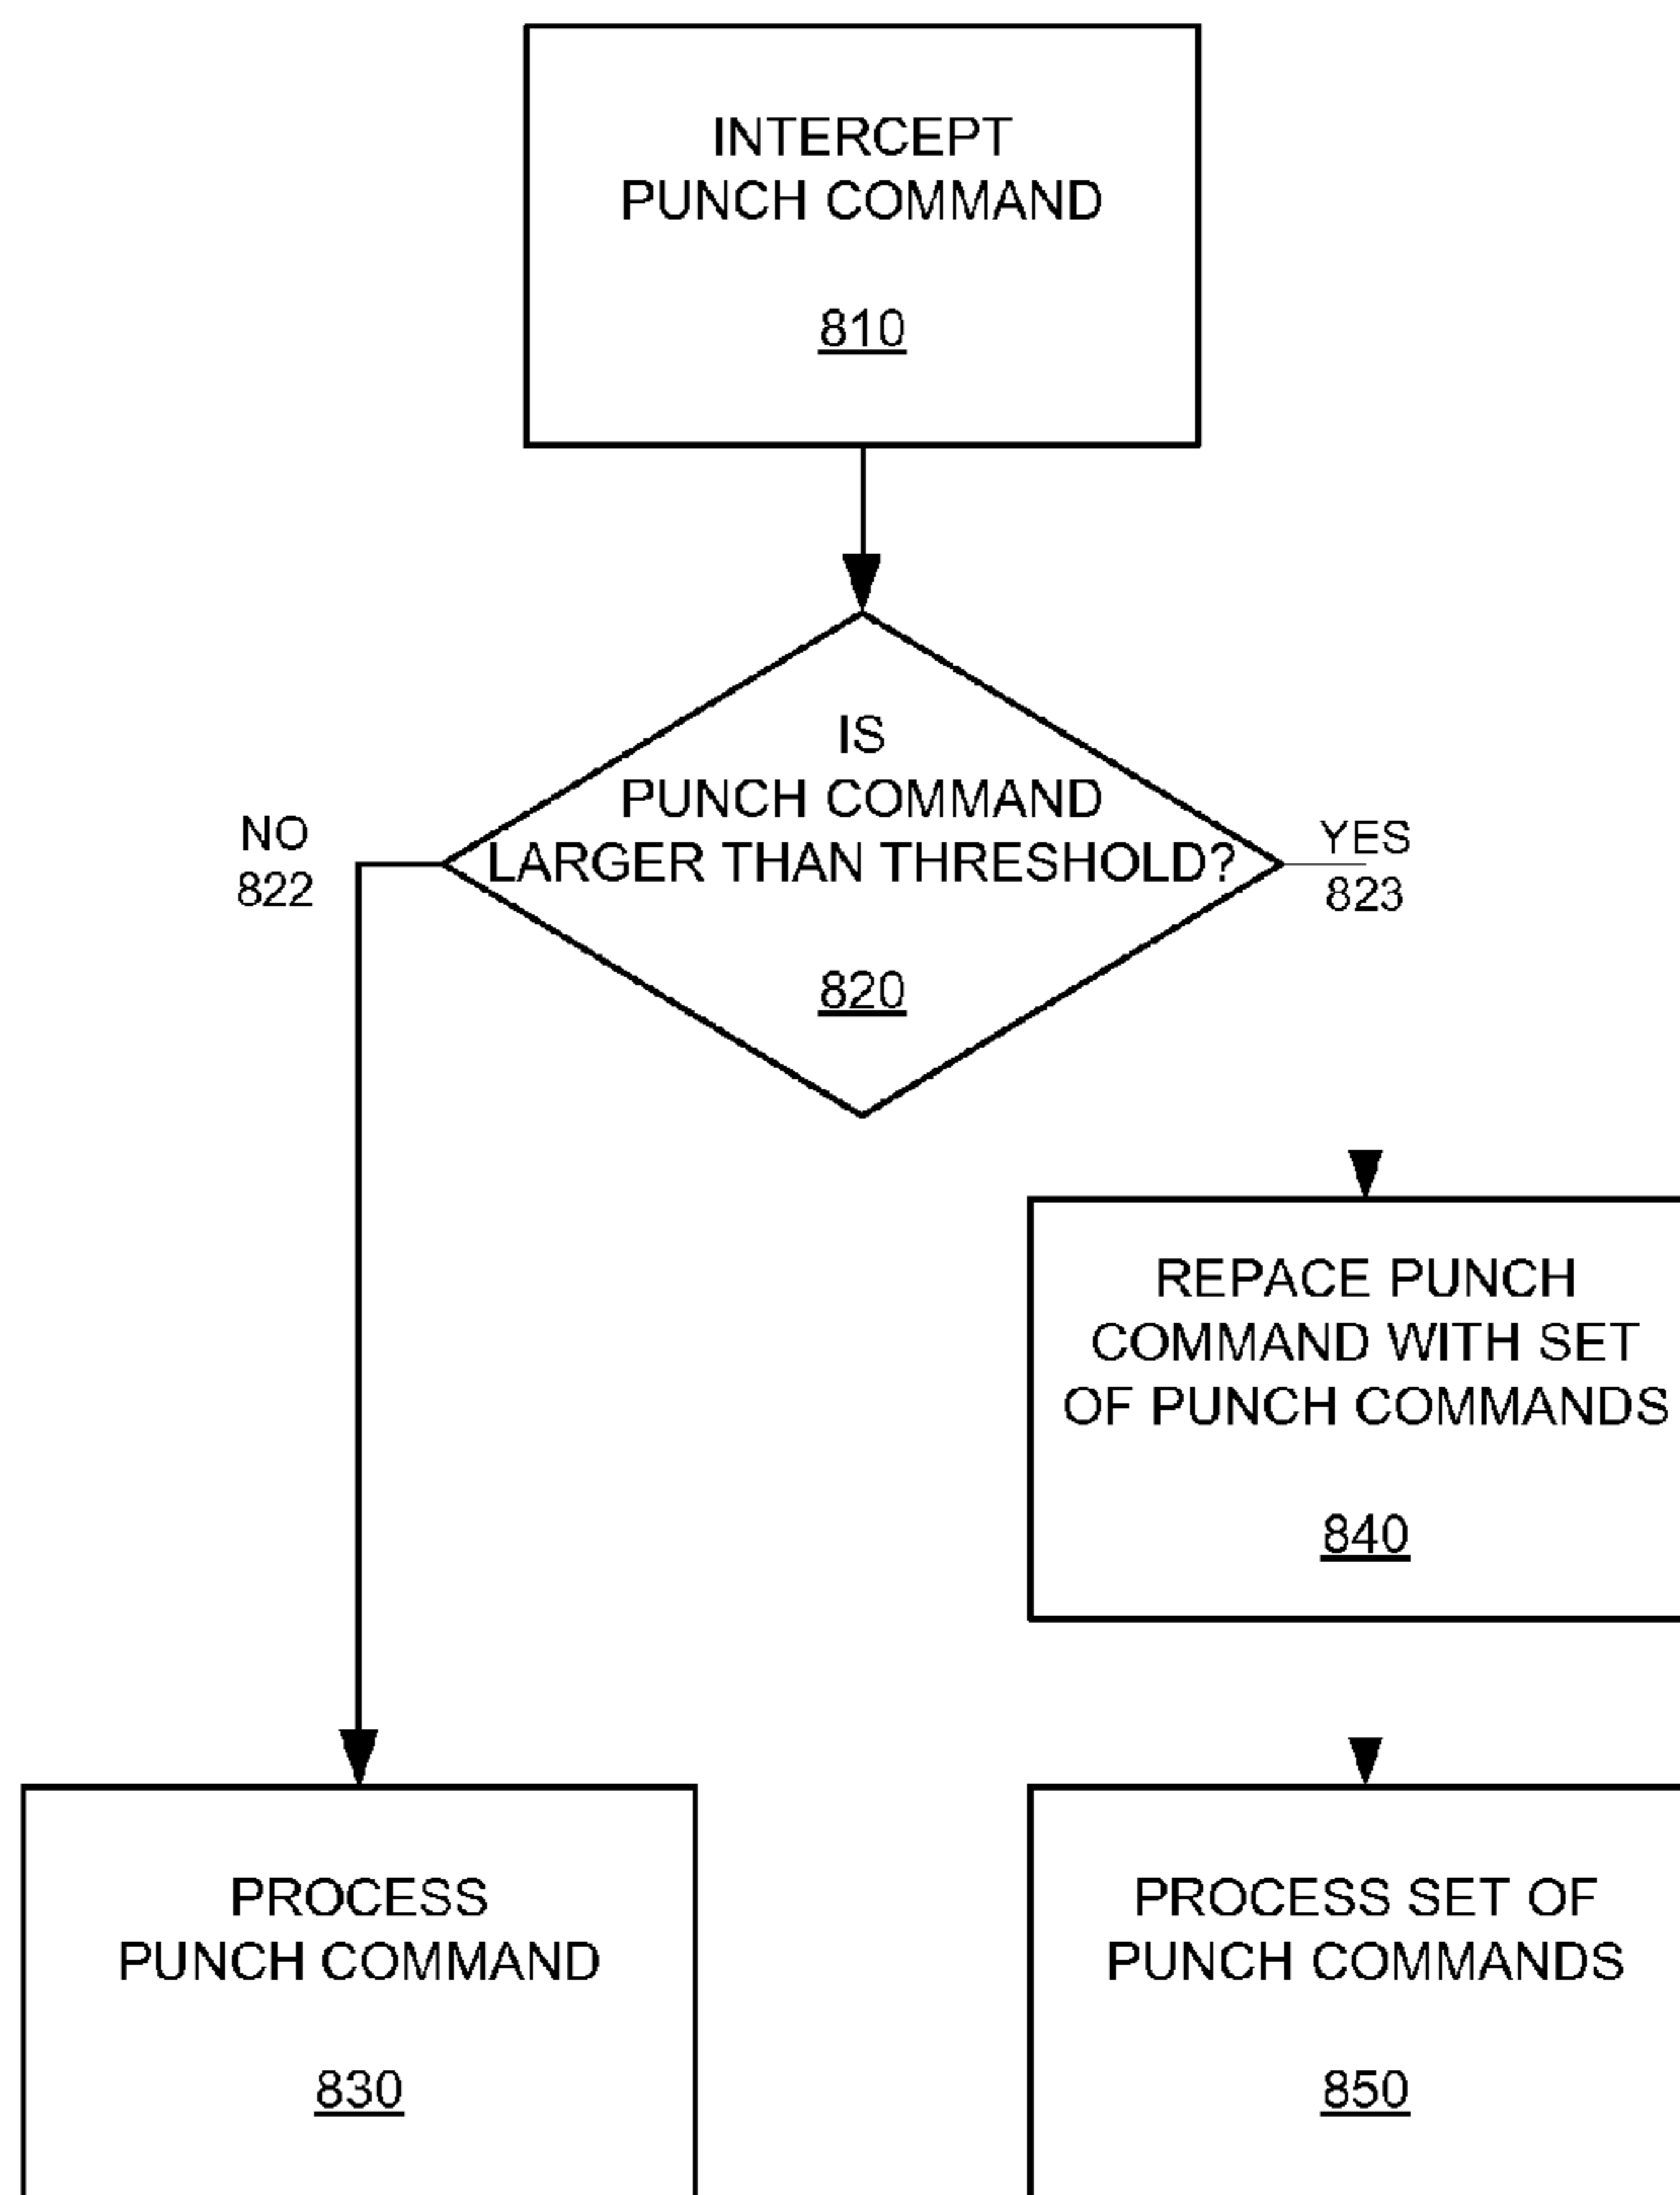 INTERCEPT
PUNCH COMMAND
810
IS
PUNCH COMMAND
LARGER THAN THRESHOLD?
820
NO
822
YES
823
REPACE PUNCH
COMMAND WITH SET
OF PUNCH COMMANDS
840
PROCESS
PUNCH COMMAND
830
PROCESS SET OF
PUNCH COMMANDS
850